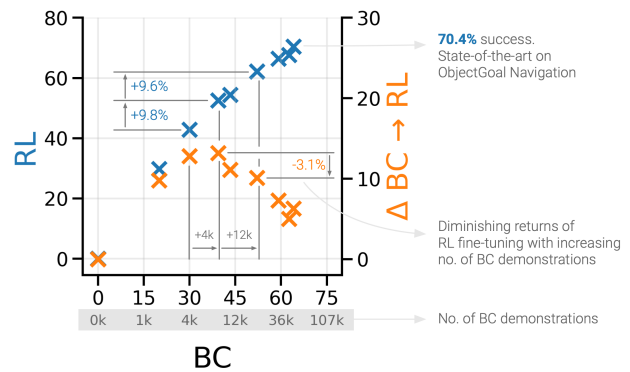 80
60
40
20
0
RL
30
20
10
0
Δ BC → RL
+9.6%
+9.8%
-3.1%
+4k
+12k
0 15 30 45 60 75
0k 1k 4k 12k 36k 107k
BC
70.4% success.
State-of-the-art on
ObjectGoal Navigation
Diminishing returns of
RL fine-tuning with increasing
no. of BC demonstrations
No. of BC demonstrations